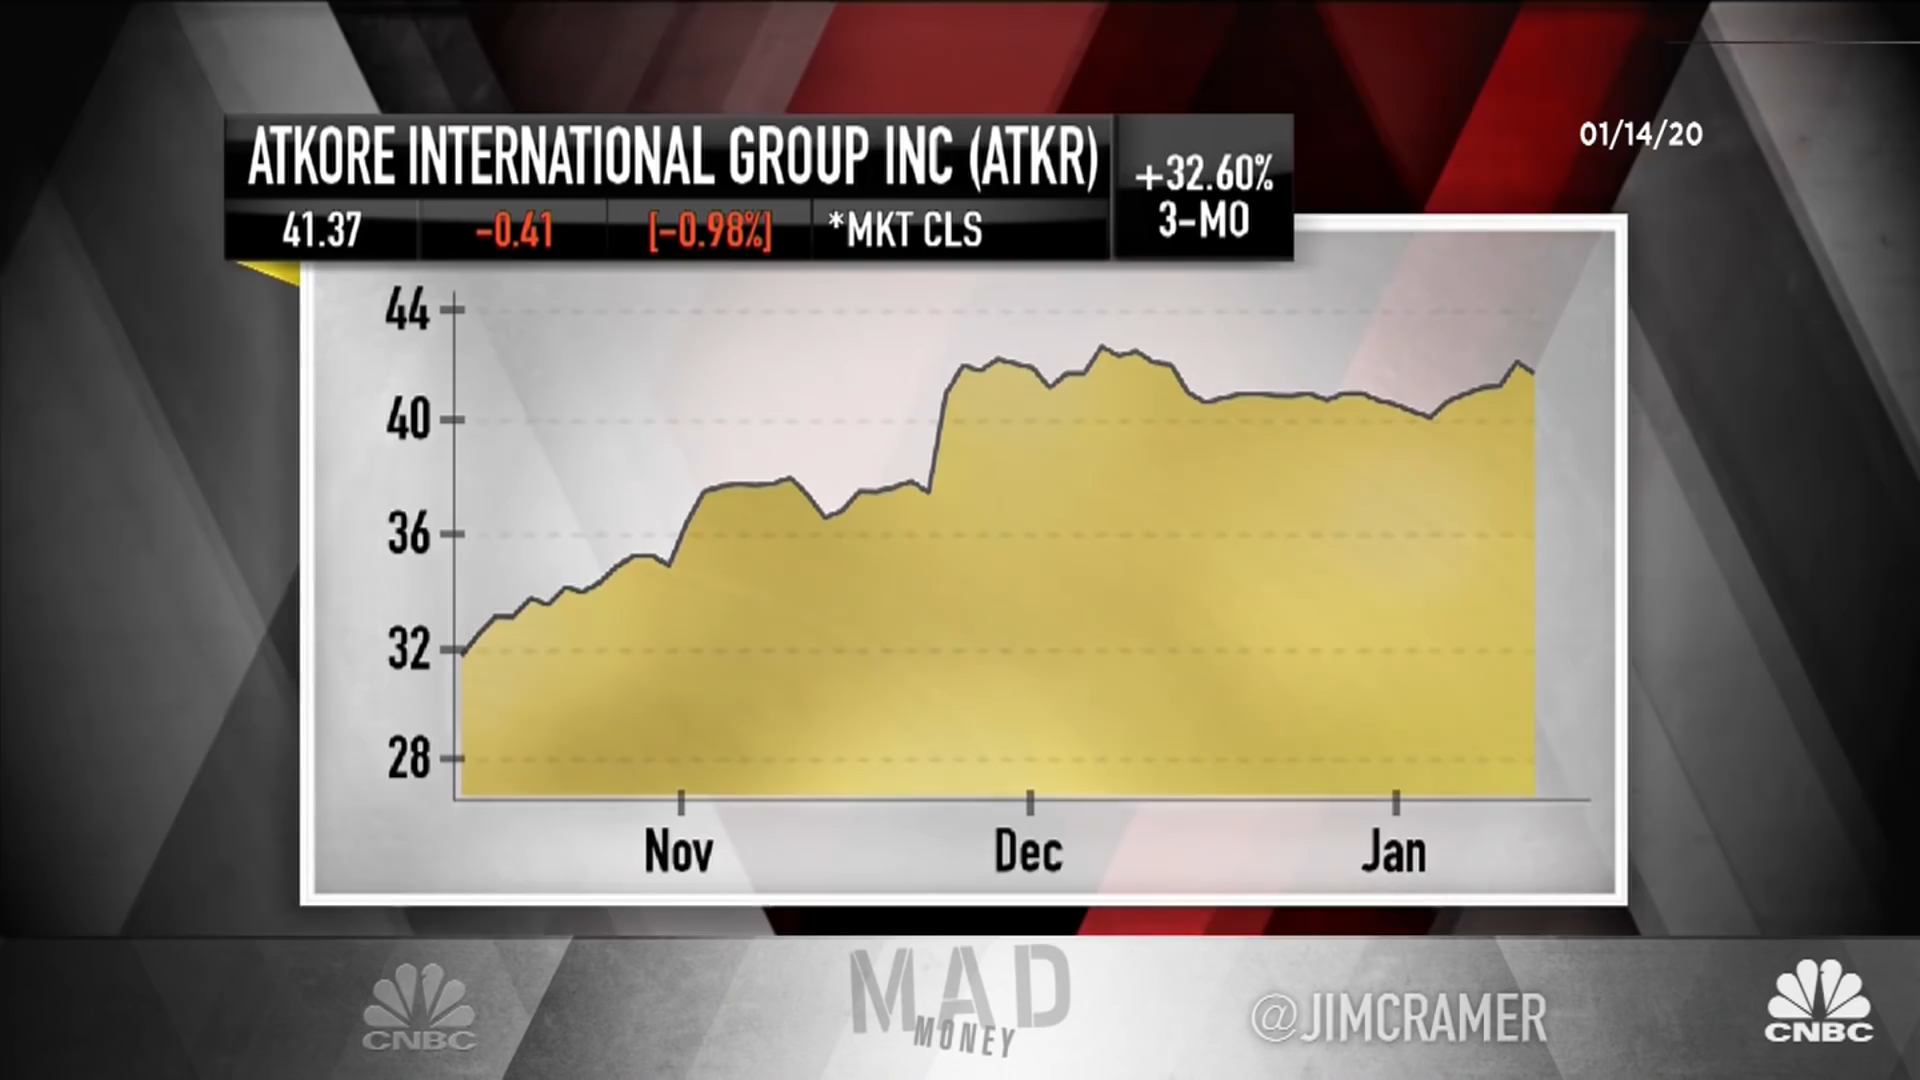 ATKORE INTERNATIONAL GROUP INC (ATKR)
41.37 -0.41 [-0.98%] *MKT CLS
+32.60%
3-MO
01/14/20
44
40
36
32
28
Nov Dec Jan
CNBC
MAD
MONEY
@JIMCRAMER
CNBC